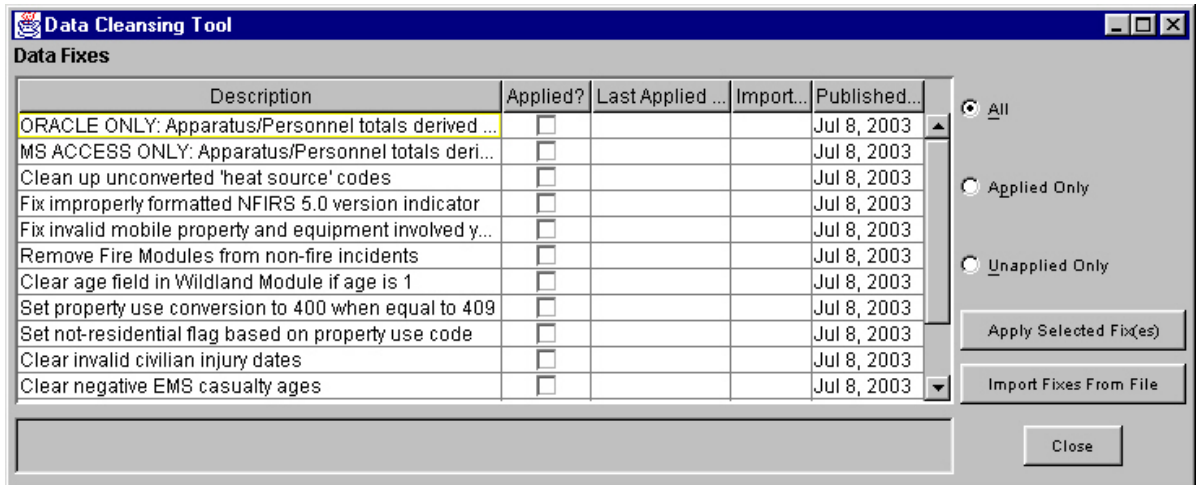 Data Cleansing Tool
Data Fixes
Description Applied? Last Applied ... Import... Published...
ORACLE ONLY: Apparatus/Personnel totals derived ... Jul 8, 2003
MS ACCESS ONLY: Apparatus/Personnel totals deri... Jul 8, 2003
Clean up unconverted 'heat source' codes Jul 8, 2003
Fix improperly formatted NFIRS 5.0 version indicator Jul 8, 2003
Fix invalid mobile property and equipment involved y... Jul 8, 2003
Remove Fire Modules from non-fire incidents Jul 8, 2003
Clear age field in Wildland Module if age is 1 Jul 8, 2003
Set property use conversion to 400 when equal to 409 Jul 8, 2003
Set not-residential flag based on property use code Jul 8, 2003
Clear invalid civilian injury dates Jul 8, 2003
Clear negative EMS casualty ages Jul 8, 2003
All
Applied Only
Unapplied Only
Apply Selected Fix(es)
Import Fixes From File
Close